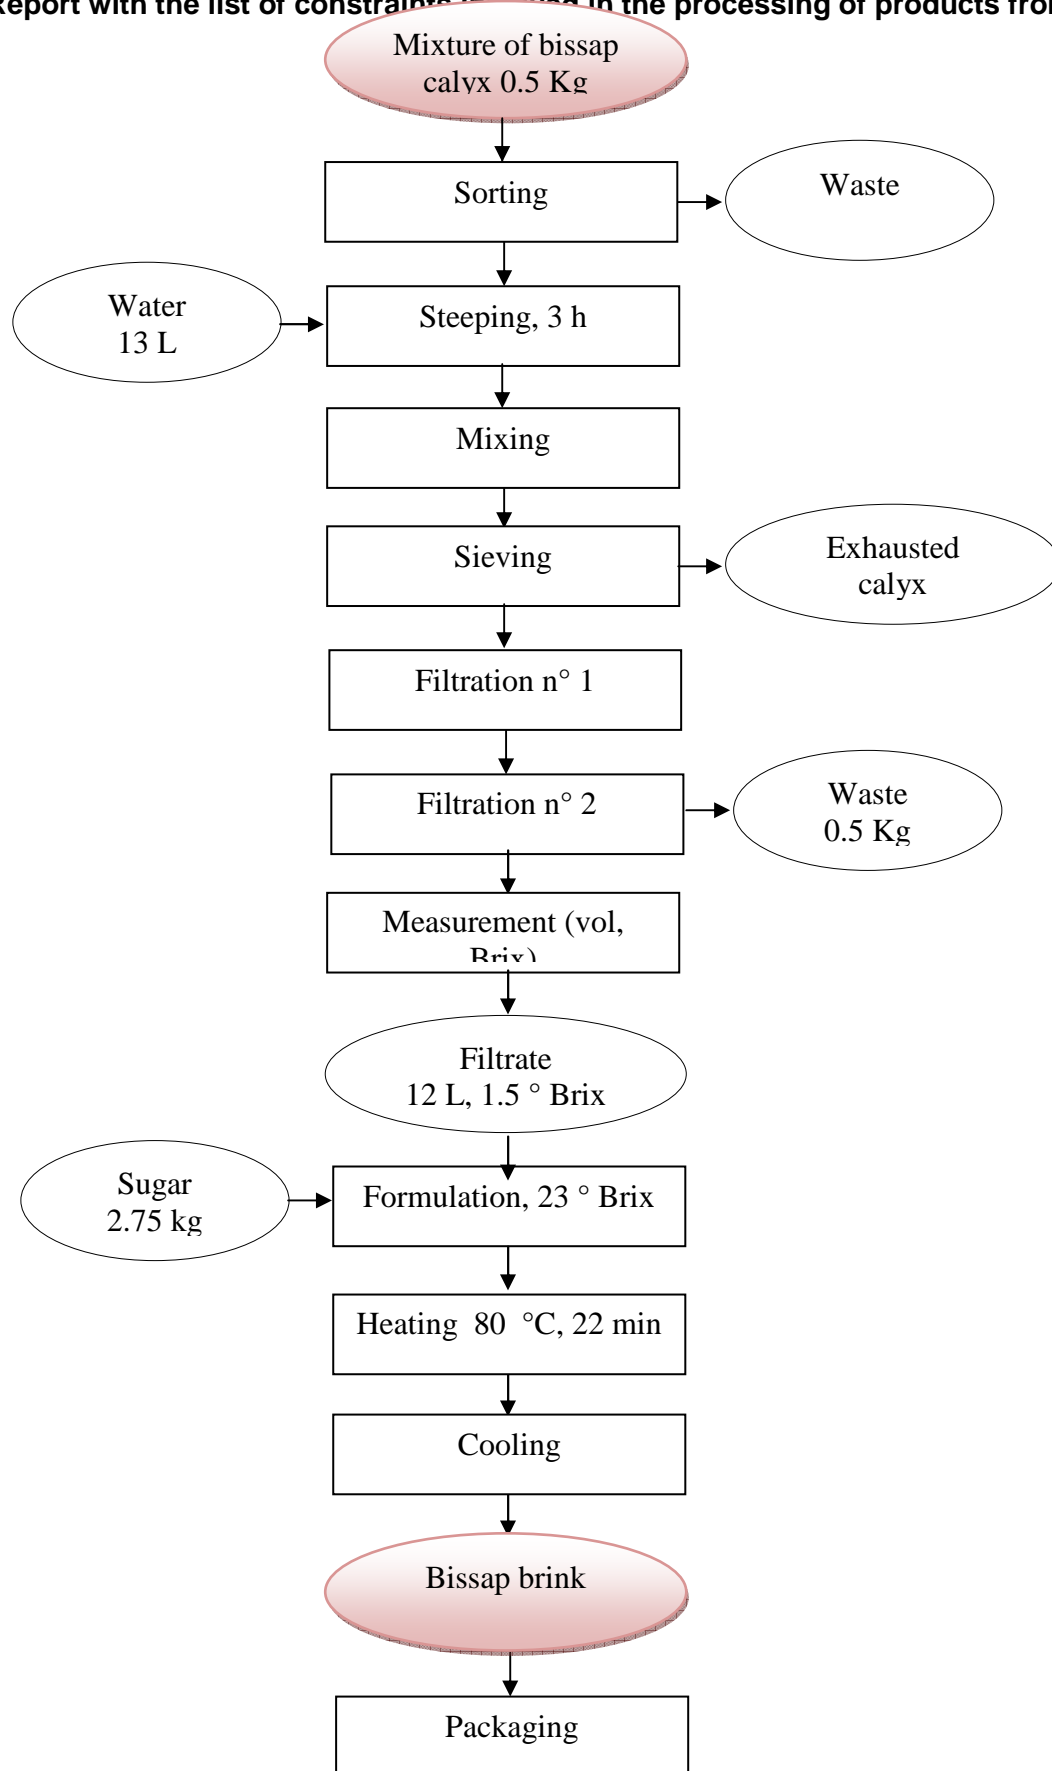 Report with the list of constraints in the processing of products from
Mixture of bissap
calyx 0.5 Kg
Sorting
Waste
Water
13 L
Steeping, 3 h
Mixing
Sieving
Exhausted
calyx
Filtration n° 1
Filtration n° 2
Waste
0.5 Kg
Measurement (vol,
Brix)
Filtrate
12 L, 1.5 ° Brix
Sugar
2.75 kg
Formulation, 23 ° Brix
Heating 80 °C, 22 min
Cooling
Bissap brink
Packaging